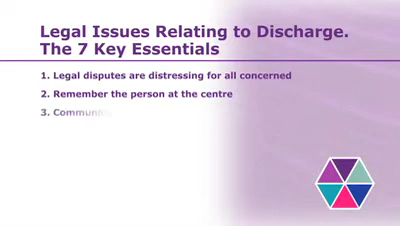 Legal Issues Relating to Discharge.
The 7 Key Essentials
1. Legal disputes are distressing for all concerned
2. Remember the person at the centre
3.